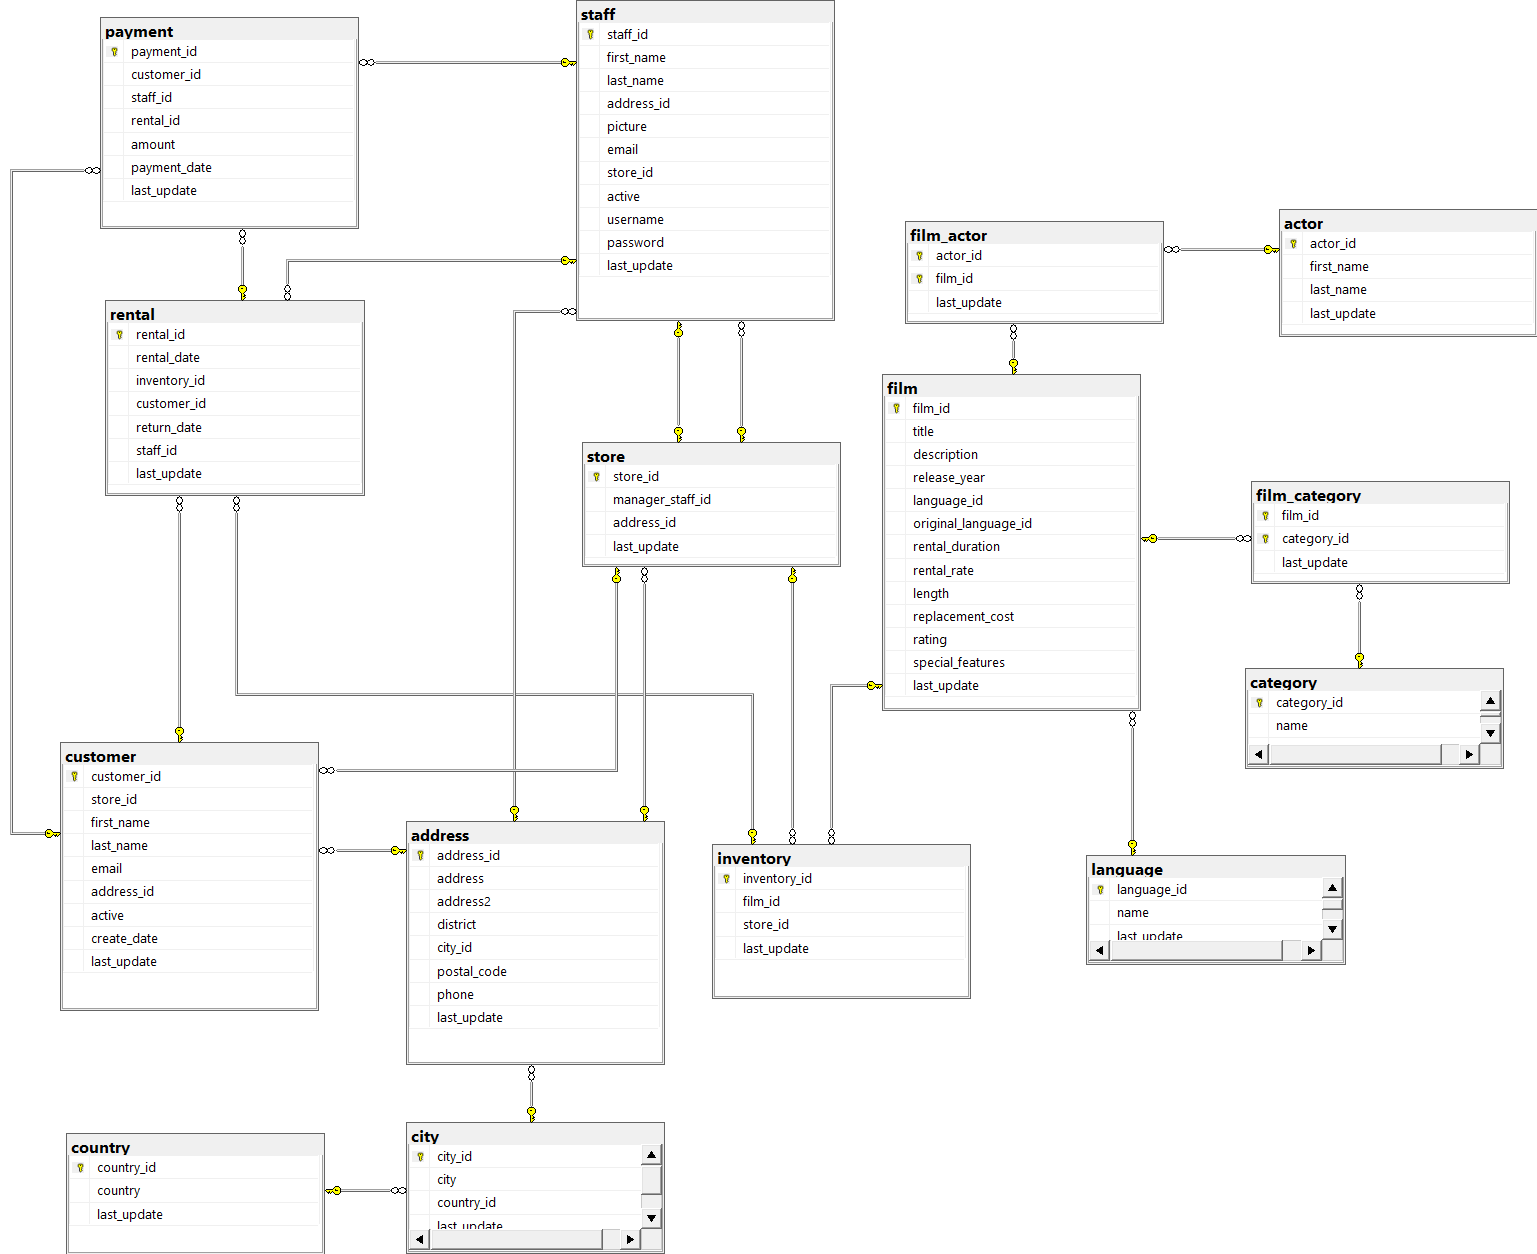 payment
payment_id
customer_id
staff_id
rental_id
amount
payment_date
last_update
staff
staff_id
first_name
last_name
address_id
picture
email
store_id
active
username
password
last_update
film_actor
actor_id
film_id
last_update
actor
actor_id
first_name
last_name
last_update
rental
rental_id
rental_date
inventory_id
customer_id
return_date
staff_id
last_update
store
store_id
manager_staff_id
address_id
last_update
film
film_id
title
description
release_year
language_id
original_language_id
rental_duration
rental_rate
length
replacement_cost
rating
special_features
last_update
film_category
film_id
category_id
last_update
category
category_id
name
customer
customer_id
store_id
first_name
last_name
email
address_id
active
create_date
last_update
address
address_id
address
address2
district
city_id
postal_code
phone
last_update
inventory
inventory_id
film_id
store_id
last_update
language
language_id
name
last_update
country
country_id
country
last_update
city
city_id
city
country_id
last_update